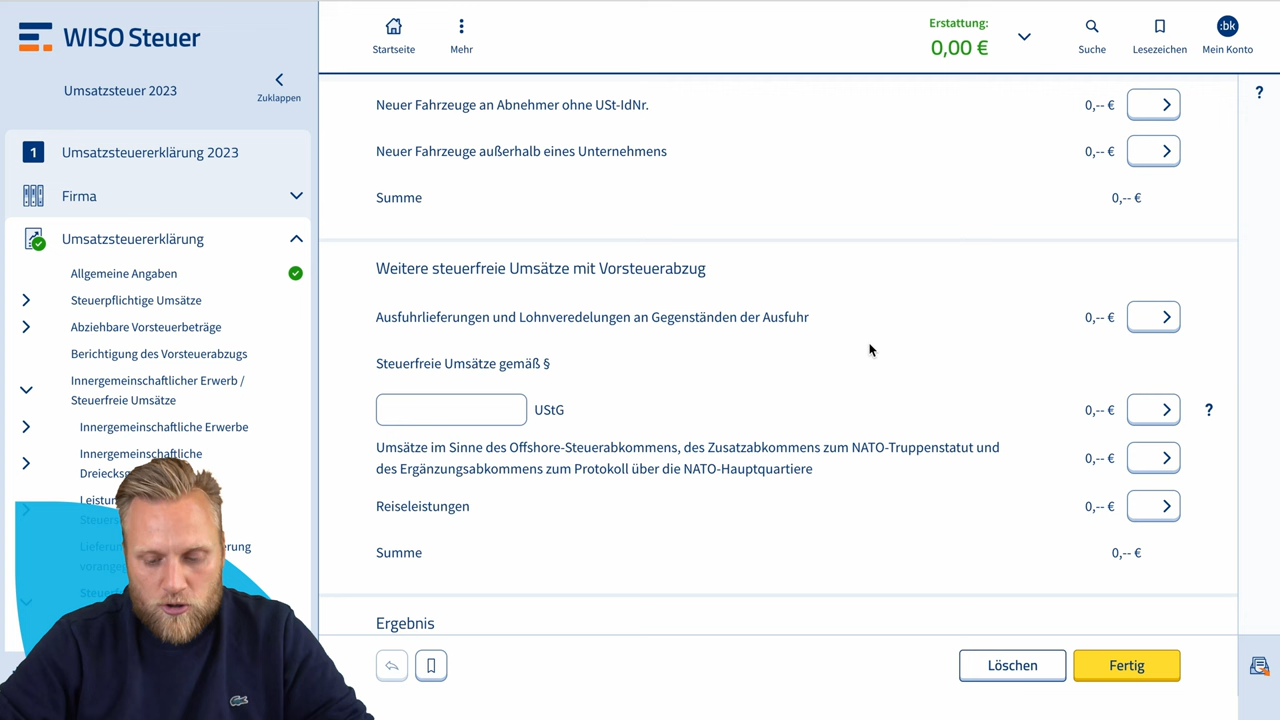 WISO Steuer
Startseite
Mehr
Erstattung:
0,00 €
Suche
:bk
Lesezeichen
Mein Konto
Umsatzsteuer 2023
Zuklappen
1 Umsatzsteuererklärung 2023
Firma
Umsatzsteuererklärung
Allgemeine Angaben
Steuerpflichtige Umsätze
Abziehbare Vorsteuerbeträge
Berichtigung des Vorsteuerabzugs
Innergemeinschaftlicher Erwerb /
Steuerfreie Umsätze
Innergemeinschaftliche Erwerbe
Innergemeinschaftliche
Neuer Fahrzeuge an Abnehmer ohne USt-IdNr. 0,-- €
Neuer Fahrzeuge außerhalb eines Unternehmens 0,-- €
Summe 0,-- €
Weitere steuerfreie Umsätze mit Vorsteuerabzug
Ausfuhrlieferungen und Lohnveredelungen an Gegenständen der Ausfuhr 0,-- €
Steuerfreie Umsätze gemäß §
UStG 0,-- € ?
Umsätze im Sinne des Offshore-Steuerabkommens, des Zusatzabkommens zum NATO-Truppenstatut und
des Ergänzungsabkommens zum Protokoll über die NATO-Hauptquartiere 0,-- €
Reiseleistungen 0,-- €
Summe 0,-- €
Ergebnis
Löschen
Fertig
?